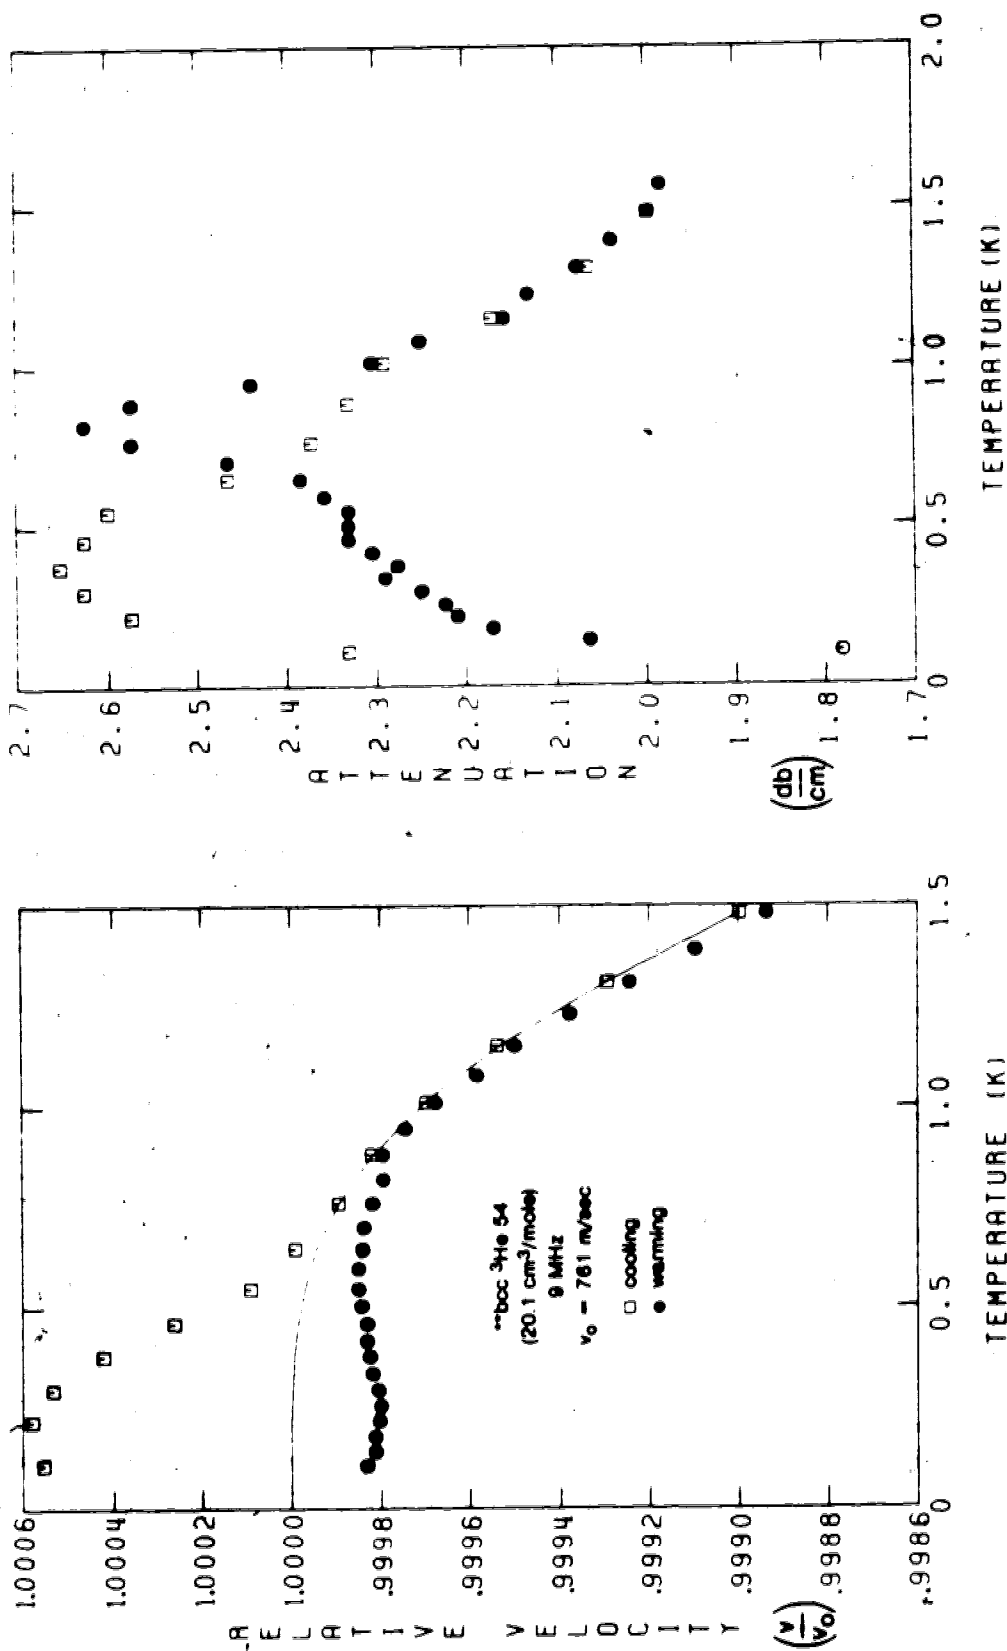 RELATIVE VELOCITY
(v/v₀)
1.0006
1.0004
1.0002
1.0000
.9998
.9996
.9994
.9992
.9990
.9986
0
0.5
1.0
1.5
TEMPERATURE (K)
**bcc ³He 54
(20.1 cm³/mole)
9 MHz
v₀ = 761 m/sec
□ cooling
● warming
ATTENUATION
(db/cm)
2.7
2.6
2.5
2.4
2.3
2.2
2.1
2.0
1.9
1.8
1.7
0
0.5
1.0
1.5
2.0
TEMPERATURE (K)